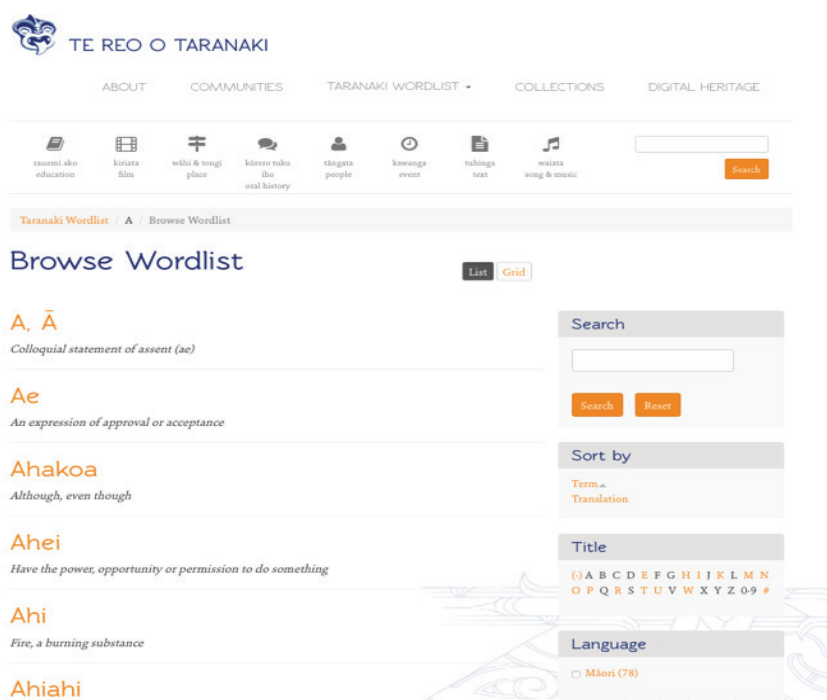 TE REO O TARANAKI
ABOUT COMMUNITIES TARANAKI WORDLIST COLLECTIONS DIGITAL HERITAGE
rauemi ako
education
kiriata
film
wāhi & tongi
place
kōrero tuku
iho
oral history
tāngata
people
kawanga
event
tuhinga
text
waiata
song & music
Search
Taranaki Wordlist / A / Browse Wordlist
Browse Wordlist
List Grid
A, Ā
Colloquial statement of assent (ae)
Ae
An expression of approval or acceptance
Ahakoa
Although, even though
Ahei
Have the power, opportunity or permission to do something
Ahi
Fire, a burning substance
Ahiahi
Search
Search Reset
Sort by
Term
Translation
Title
(-) A B C D E F G H I J K L M N
O P Q R S T U V W X Y Z 0-9 #
Language
Māori (78)